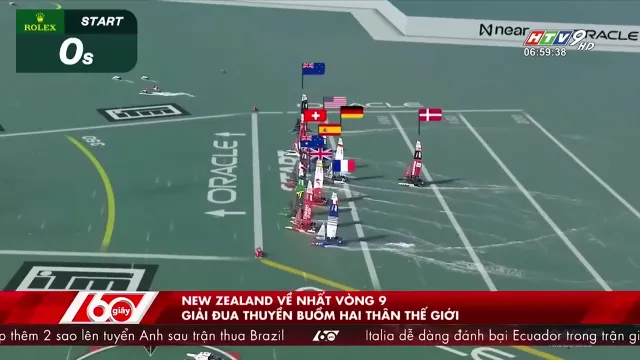 ROLEX
START
0s
near
ORACLE
HTV9 HD
06:59:38
ORACLE
START
NEW ZEALAND VỀ NHẤT VÒNG 9
GIẢI ĐUA THUYỀN BUỒM HAI THÂN THẾ GIỚI
60 giây
p thêm 2 sao lên tuyển Anh sau trận thua Brazil
Italia dễ dàng đánh bại Ecuador trong trận g